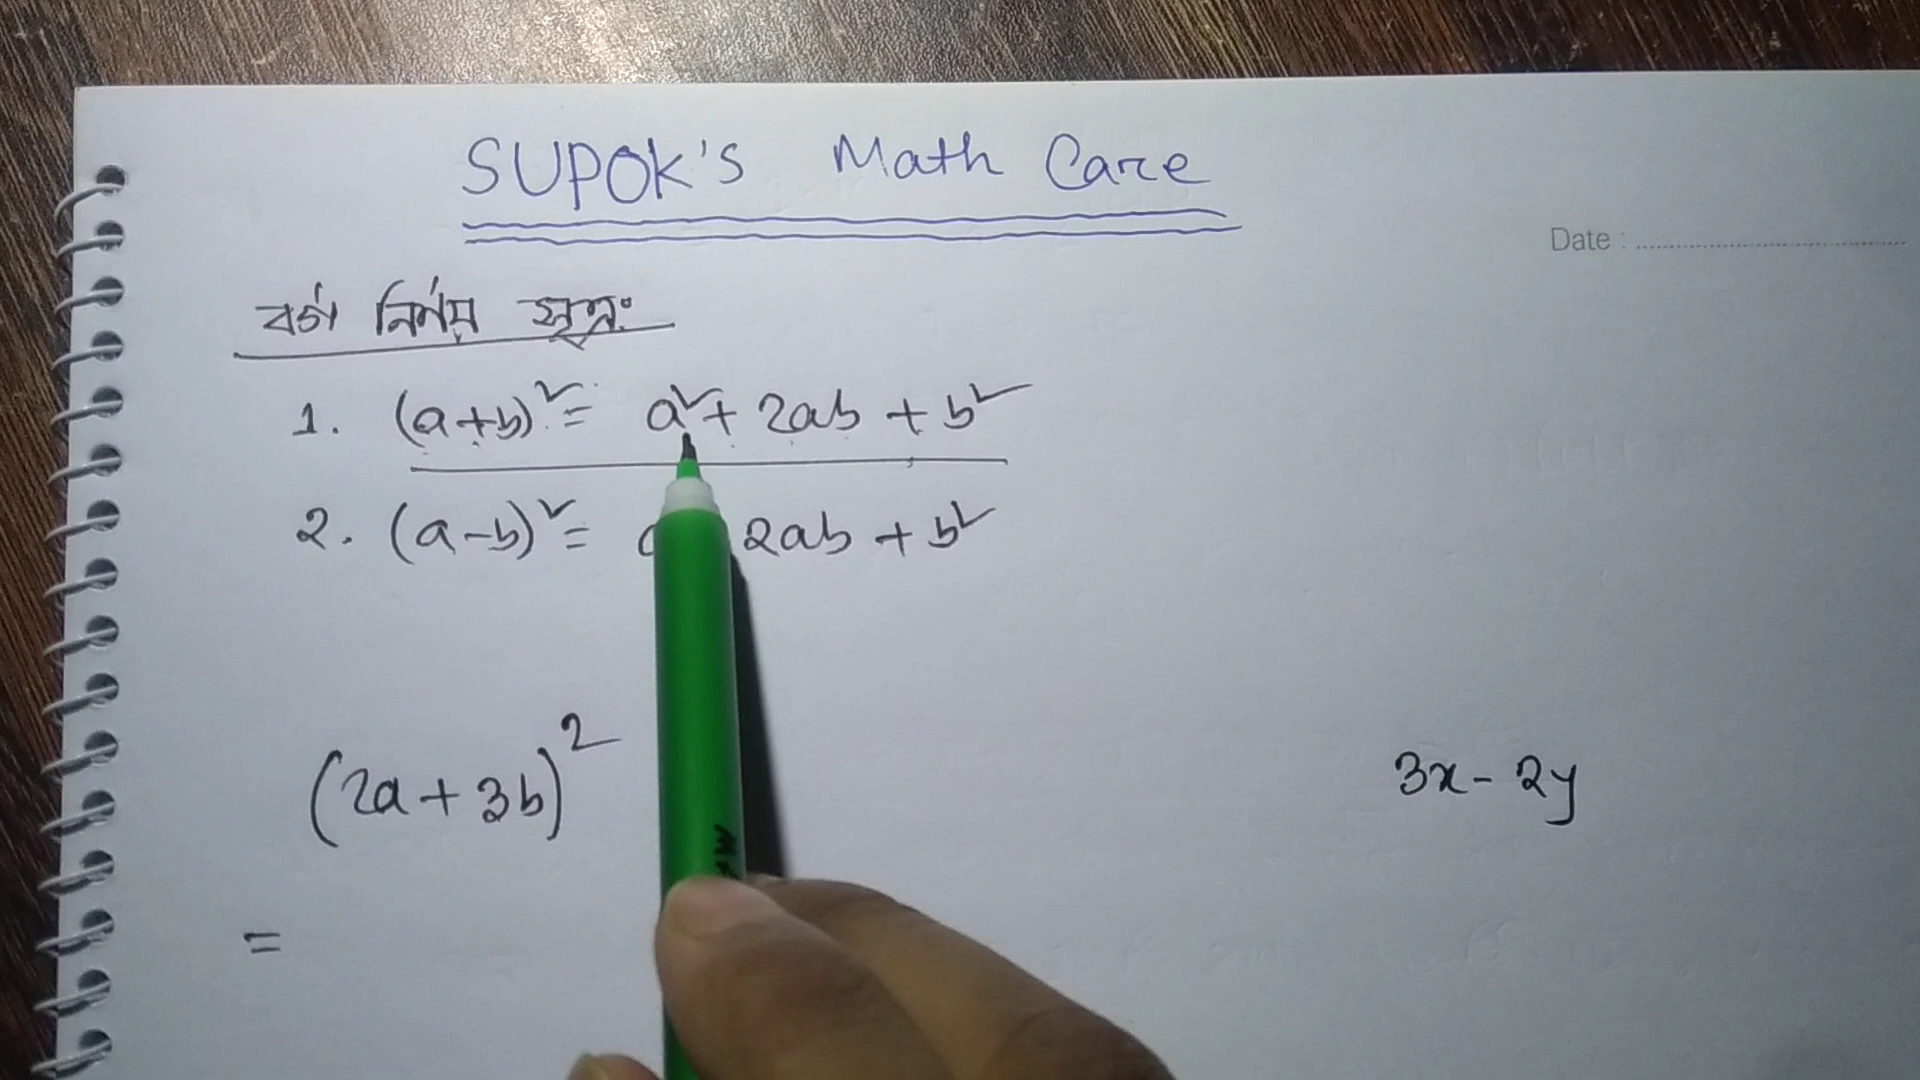 SUPOK's Math Care
Date :
বর্গ নির্ণয় সূত্রঃ
1. (a+b)² = a² + 2ab + b²
2. (a-b)² = 2ab + b²
(2a+3b)²
3x - 2y
=